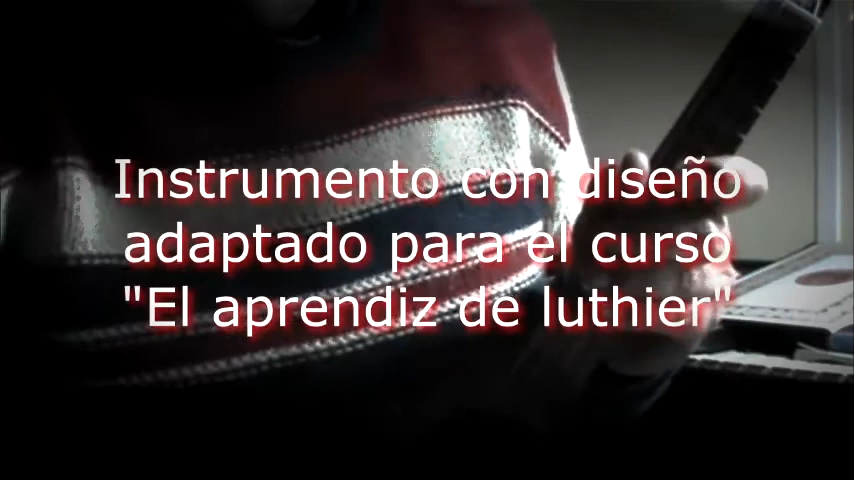 Instrumento con diseño
adaptado para el curso
"El aprendiz de luthier"